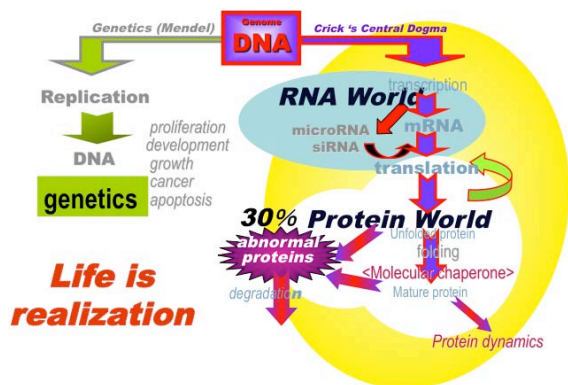 Genetics (Mendel)
Genome
DNA
Crick 's Central Dogma
Replication
DNA
genetics
proliferation
development
growth
cancer
apoptosis
transcription
RNA World
microRNA
siRNA
mRNA
translation
30% Protein World
abnormal
proteins
Unfolded protein
folding
<Molecular chaperone>
degradation
Mature protein
Protein dynamics
Life is
realization